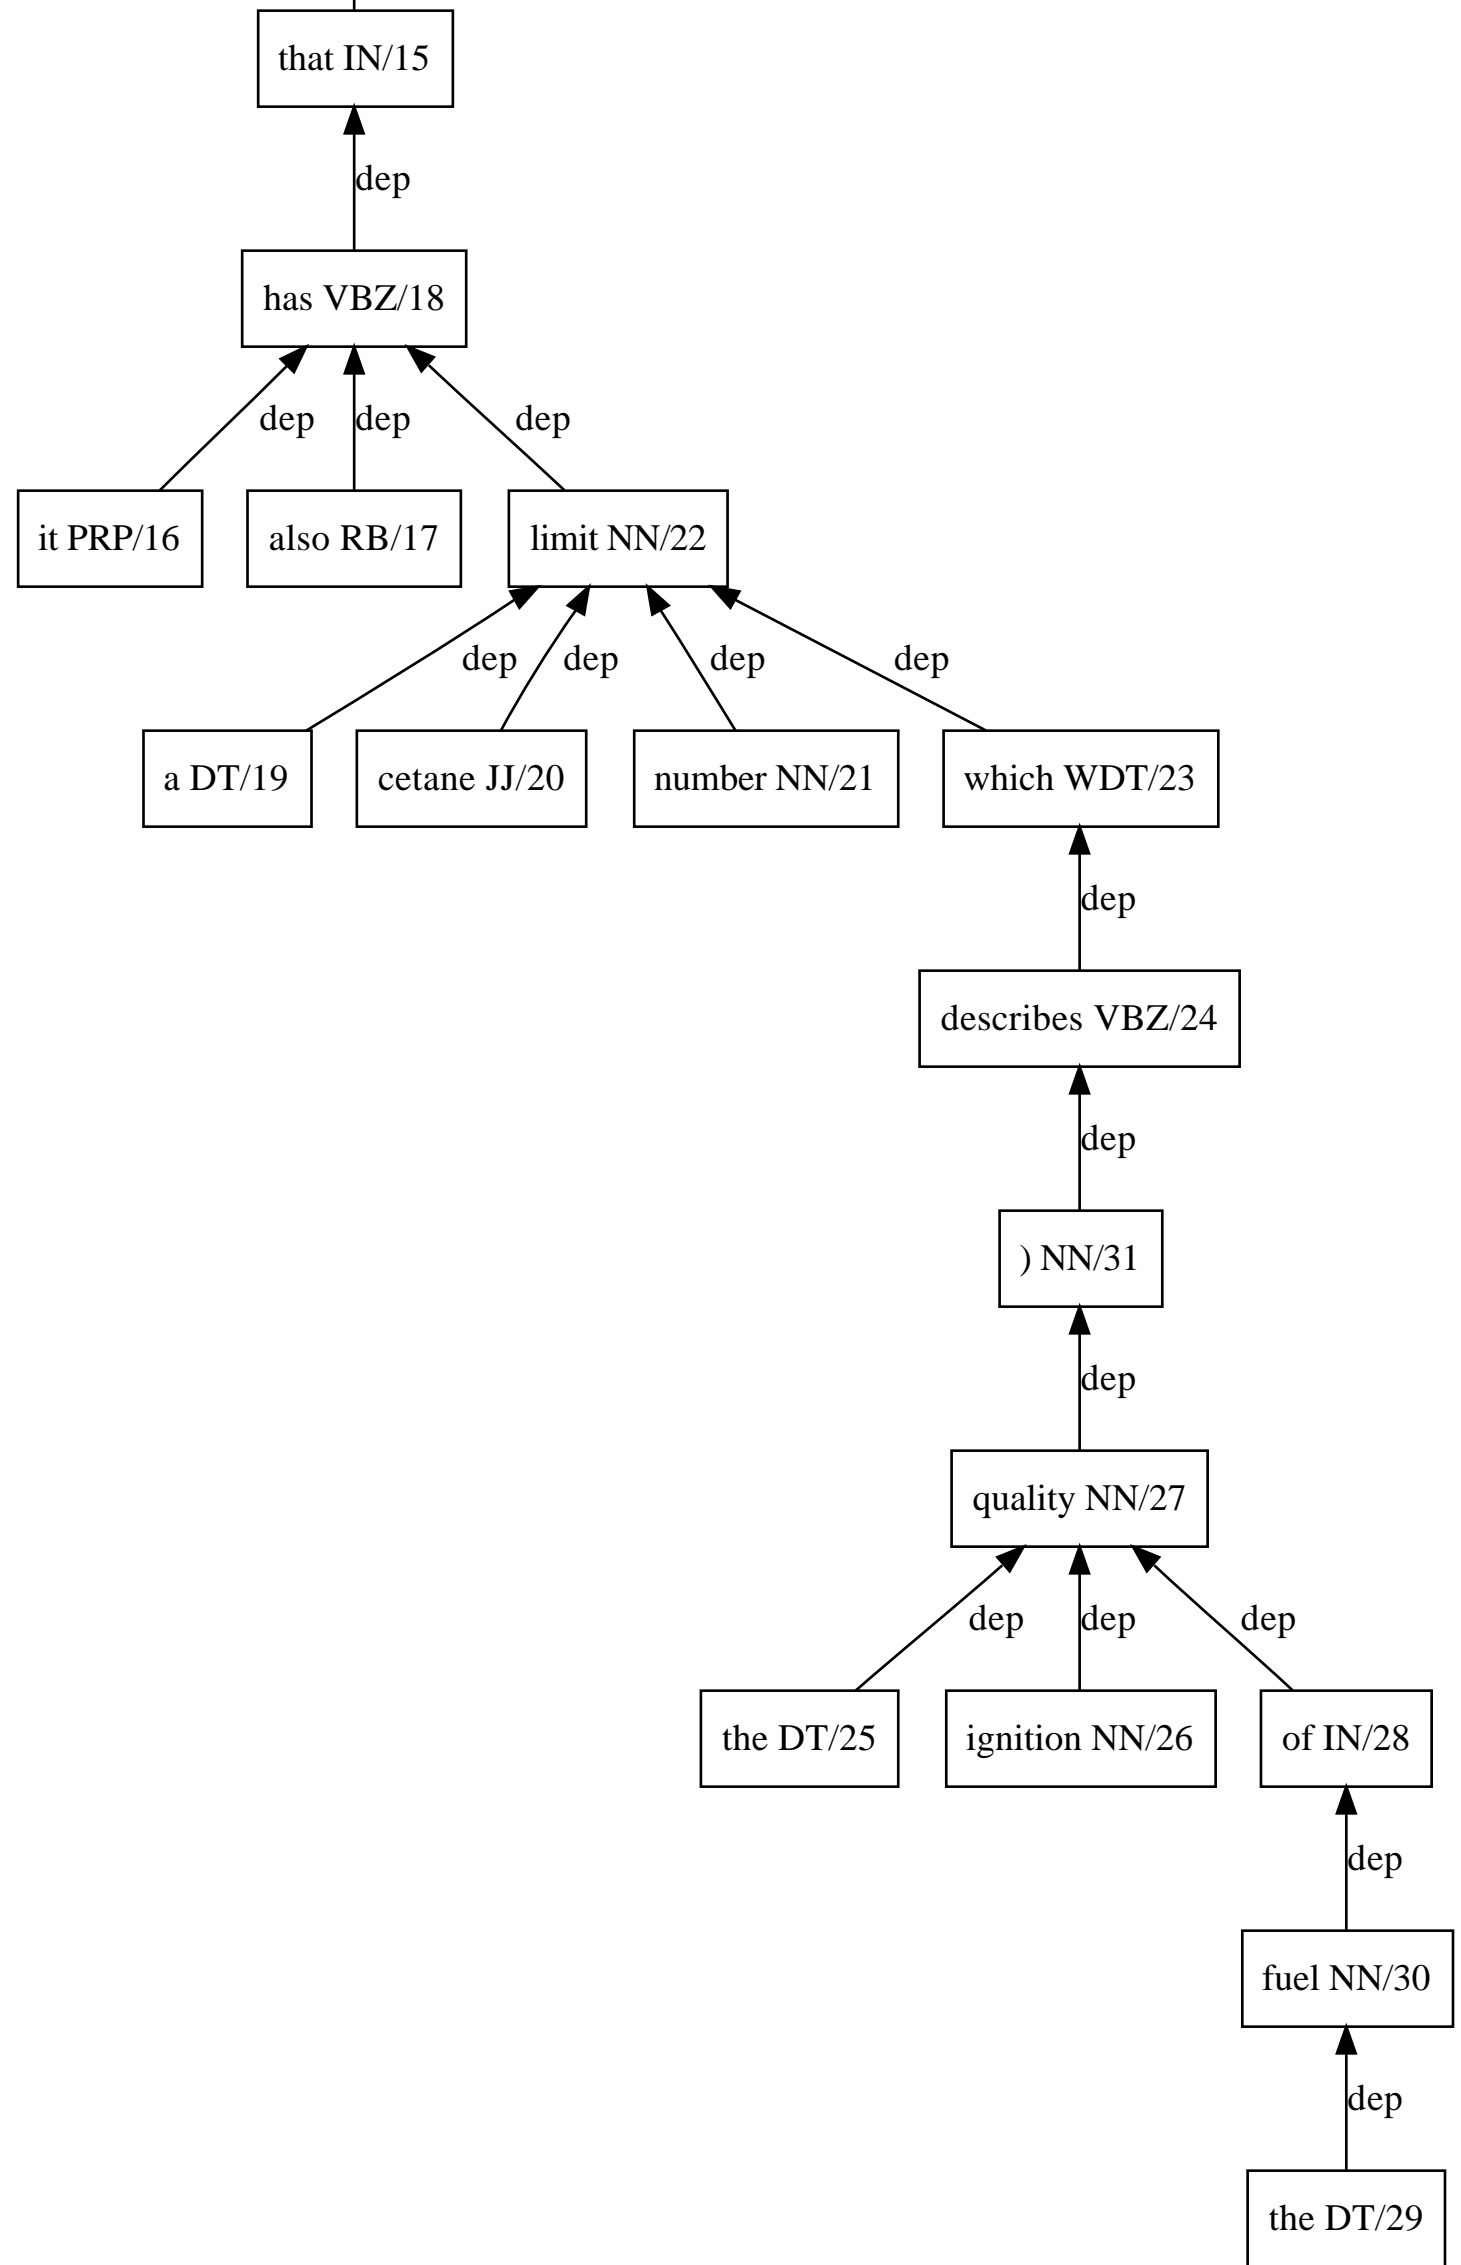 that IN/15
dep
has VBZ/18
dep dep dep
it PRP/16 also RB/17 limit NN/22
dep dep dep dep
a DT/19 cetane JJ/20 number NN/21 which WDT/23
dep
describes VBZ/24
dep
) NN/31
dep
quality NN/27
dep dep dep
the DT/25 ignition NN/26 of IN/28
dep
fuel NN/30
dep
the DT/29